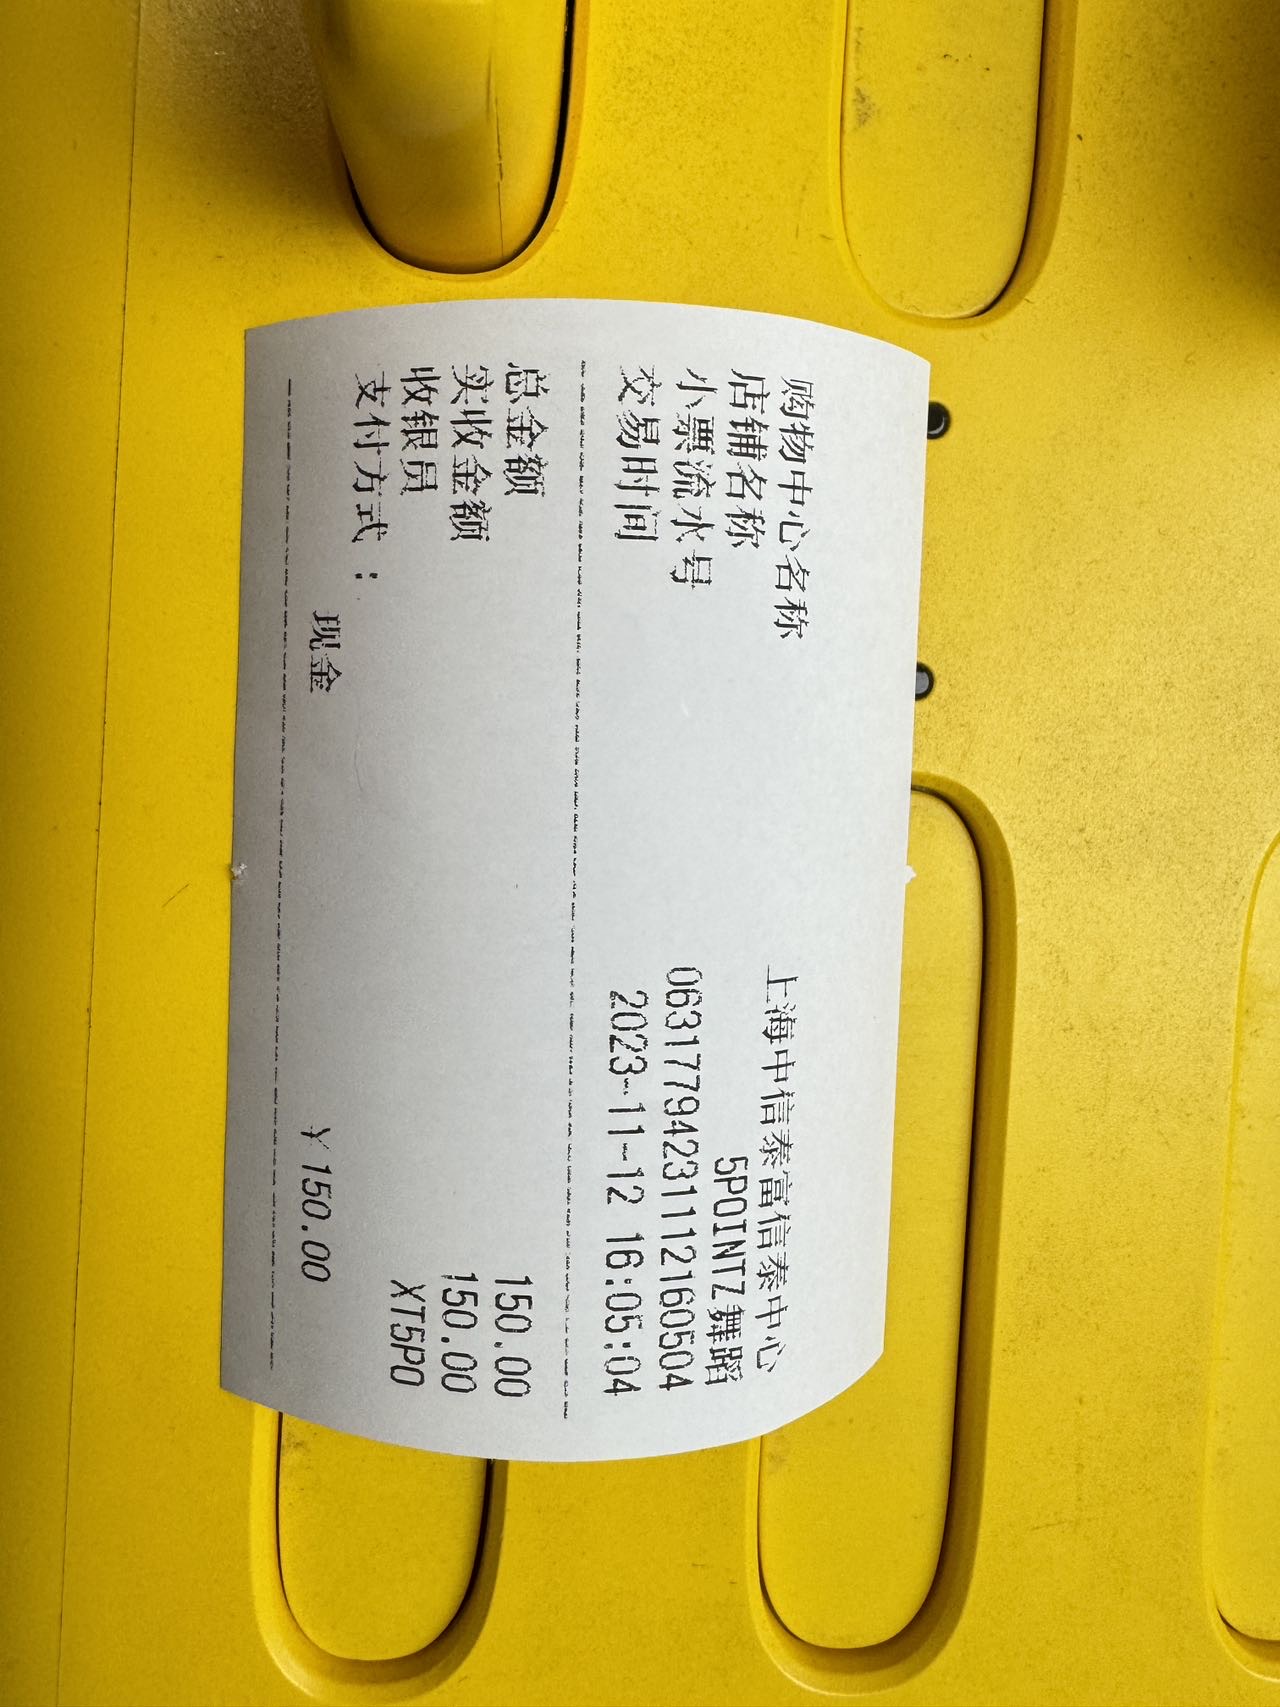 购物中心名称 上海中信泰富信泰中心
店铺名称 5POINTZ舞蹈
小票流水号 0631779423111216​0504
交易时间 2023-11-12 16:05:04
总金额 150.00
实收金额 150.00
收银员 XT5PO
支付方式：
现金 ¥150.00